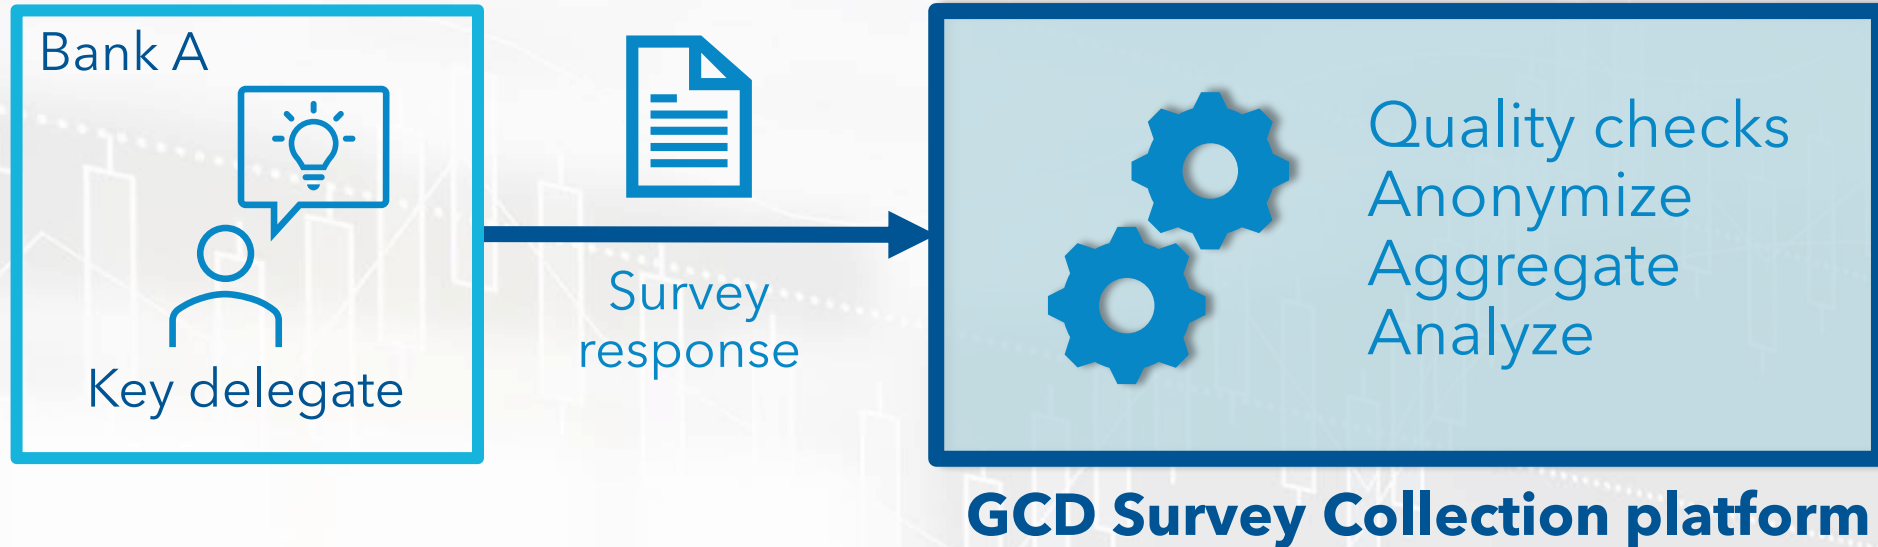 Bank A
Key delegate
Survey
response
Quality checks
Anonymize
Aggregate
Analyze
GCD Survey Collection platform